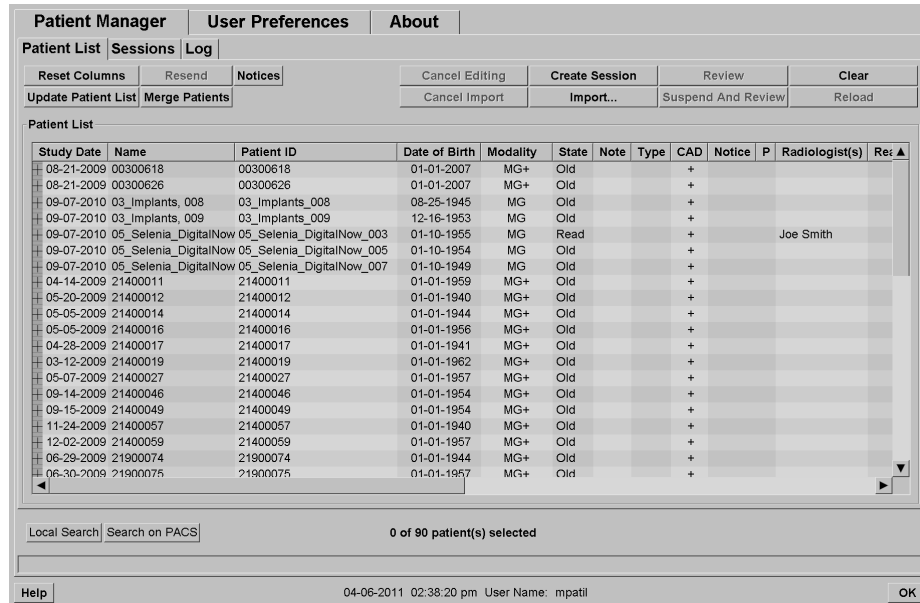 Patient Manager User Preferences About
Patient List Sessions Log
Reset Columns Resend Notices Cancel Editing Create Session Review Clear
Update Patient List Merge Patients Cancel Import Import... Suspend And Review Reload
Patient List
Study Date Name Patient ID Date of Birth Modality State Note Type CAD Notice P Radiologist(s) Rea
08-21-2009 00300618 00300618 01-01-2007 MG+ Old +
08-21-2009 00300626 00300626 01-01-2007 MG+ Old +
09-07-2010 03_Implants, 008 03_Implants_008 08-25-1945 MG Old +
09-07-2010 03_Implants, 009 03_Implants_009 12-16-1953 MG Old +
09-07-2010 05_Selenia_DigitalNow 05_Selenia_DigitalNow_003 01-10-1955 MG Read + Joe Smith
09-07-2010 05_Selenia_DigitalNow 05_Selenia_DigitalNow_005 01-10-1954 MG Old +
09-07-2010 05_Selenia_DigitalNow 05_Selenia_DigitalNow_007 01-10-1949 MG Old +
04-14-2009 21400011 21400011 01-01-1959 MG+ Old +
05-20-2009 21400012 21400012 01-01-1940 MG+ Old +
05-05-2009 21400014 21400014 01-01-1944 MG+ Old +
05-05-2009 21400016 21400016 01-01-1956 MG+ Old +
04-28-2009 21400017 21400017 01-01-1941 MG+ Old +
03-12-2009 21400019 21400019 01-01-1962 MG+ Old +
05-07-2009 21400027 21400027 01-01-1957 MG+ Old +
09-14-2009 21400046 21400046 01-01-1954 MG+ Old +
09-15-2009 21400049 21400049 01-01-1954 MG+ Old +
11-24-2009 21400057 21400057 01-01-1940 MG+ Old +
12-02-2009 21400059 21400059 01-01-1957 MG+ Old +
06-29-2009 21900074 21900074 01-01-1944 MG+ Old +
06-30-2009 21900075 21900075 01-01-1957 MG+ Old +
Local Search Search on PACS 0 of 90 patient(s) selected
Help 04-06-2011 02:38:20 pm User Name: mpatil OK